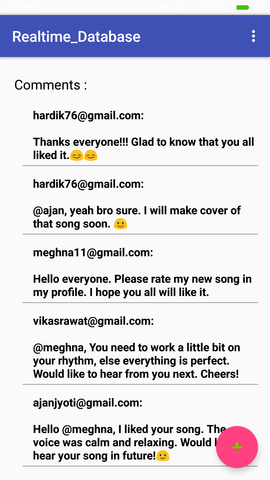 Realtime_Database
Comments :
hardik76@gmail.com:
Thanks everyone!!! Glad to know that you all
liked it.😊😊
hardik76@gmail.com:
@ajan, yeah bro sure. I will make cover of
that song soon. 🙂
meghna11@gmail.com:
Hello everyone. Please rate my new song in
my profile. I hope you all will like it.
vikasrawat@gmail.com:
@meghna, You need to work a little bit on
your rhythm, else everything is perfect.
Would like to hear from you next. Cheers!
ajanjyoti@gmail.com:
Hello @meghna, I liked your song. The
voice was calm and relaxing. Would
hear your song in future!🙂